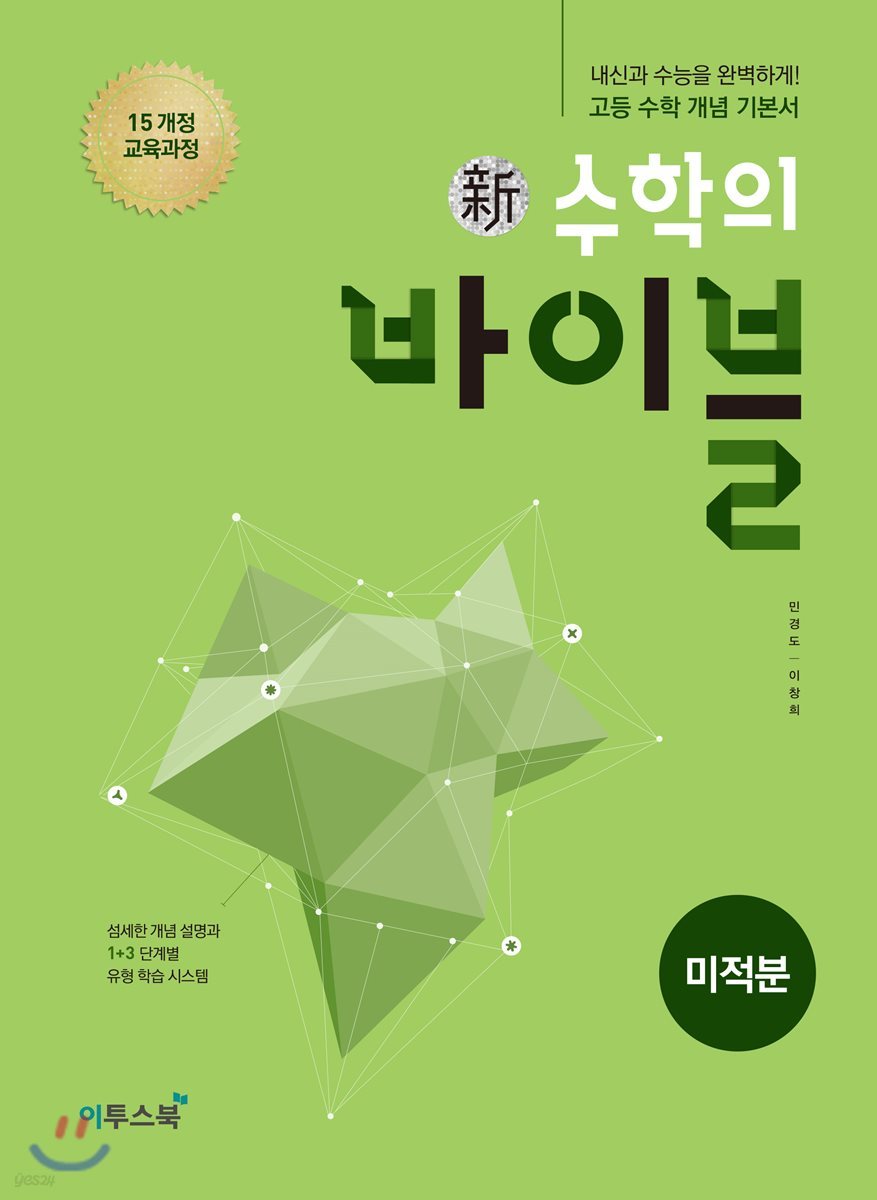 15 개정
교육과정
내신과 수능을 완벽하게!
고등 수학 개념 기본서
新 수학의
바이블
민경도 – 이창희
섬세한 개념 설명과
1+3 단계별
유형 학습 시스템
미적분
이투스북
yes24